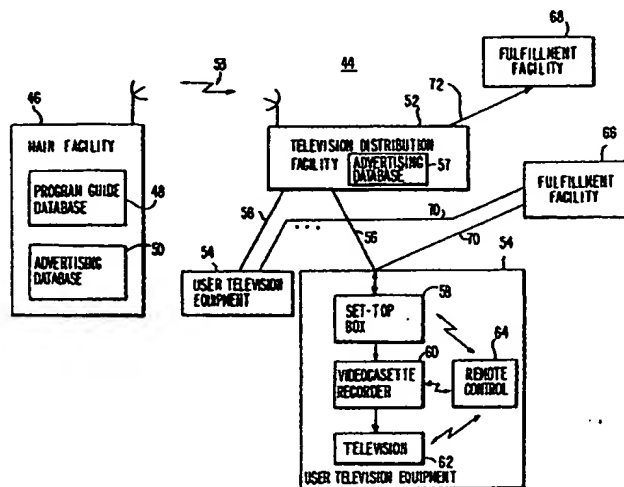 68
53
44
FULFILLMENT
FACILITY
46
72
52
66
MAIN FACILITY
TELEVISION DISTRIBUTION
FACILITY
ADVERTISING
DATABASE
57
FULFILLMENT
FACILITY
PROGRAM GUIDE
DATABASE
48
56
70
...
56
70
50
54
54
ADVERTISING
DATABASE
USER TELEVISION
EQUIPMENT
SET-TOP
BOX
58
64
60
VIDEOCASETTE
RECORDER
REMOTE
CONTROL
TELEVISION
62
USER TELEVISION EQUIPMENT